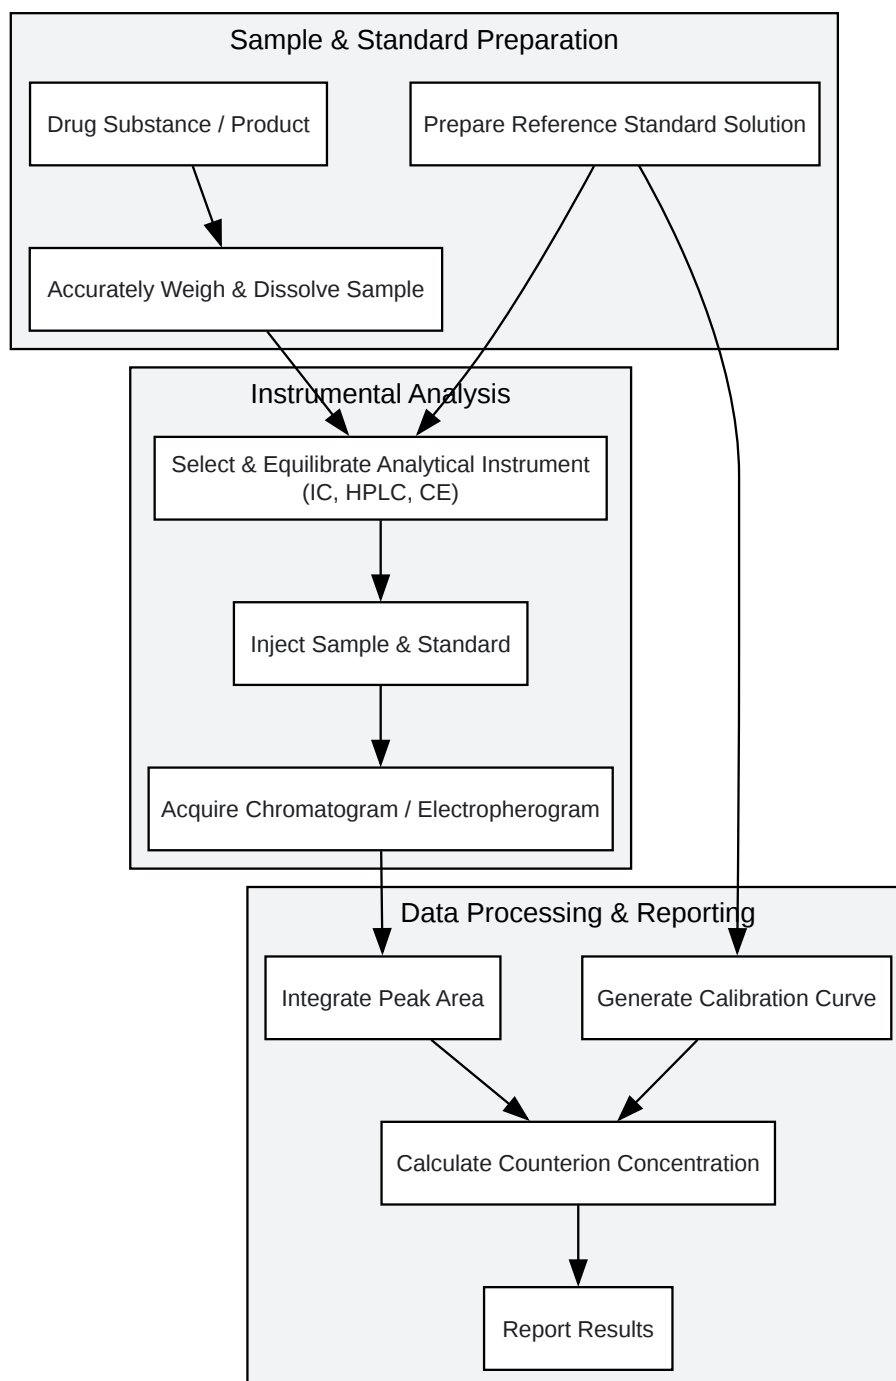 Sample & Standard Preparation
Drug Substance / Product
Prepare Reference Standard Solution
Accurately Weigh & Dissolve Sample
Instrumental Analysis
Select & Equilibrate Analytical Instrument
(IC, HPLC, CE)
Inject Sample & Standard
Acquire Chromatogram / Electropherogram
Data Processing & Reporting
Integrate Peak Area
Generate Calibration Curve
Calculate Counterion Concentration
Report Results